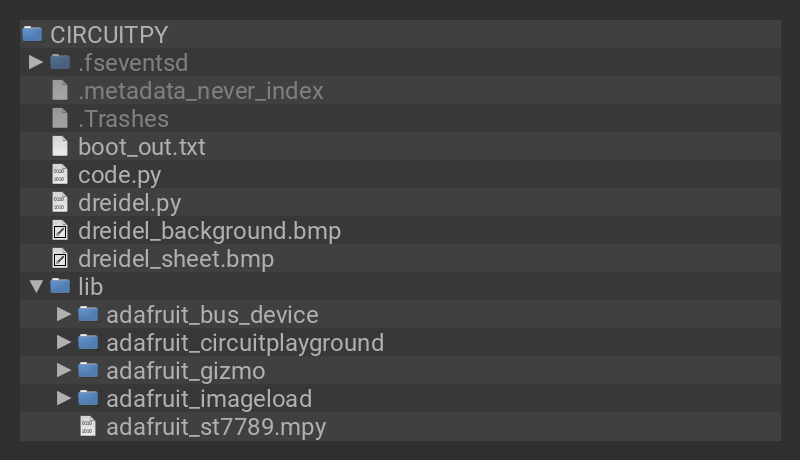 CIRCUITPY
.fseventsd
.metadata_never_index
.Trashes
boot_out.txt
code.py
dreidel.py
dreidel_background.bmp
dreidel_sheet.bmp
lib
adafruit_bus_device
adafruit_circuitplayground
adafruit_gizmo
adafruit_imageload
adafruit_st7789.mpy